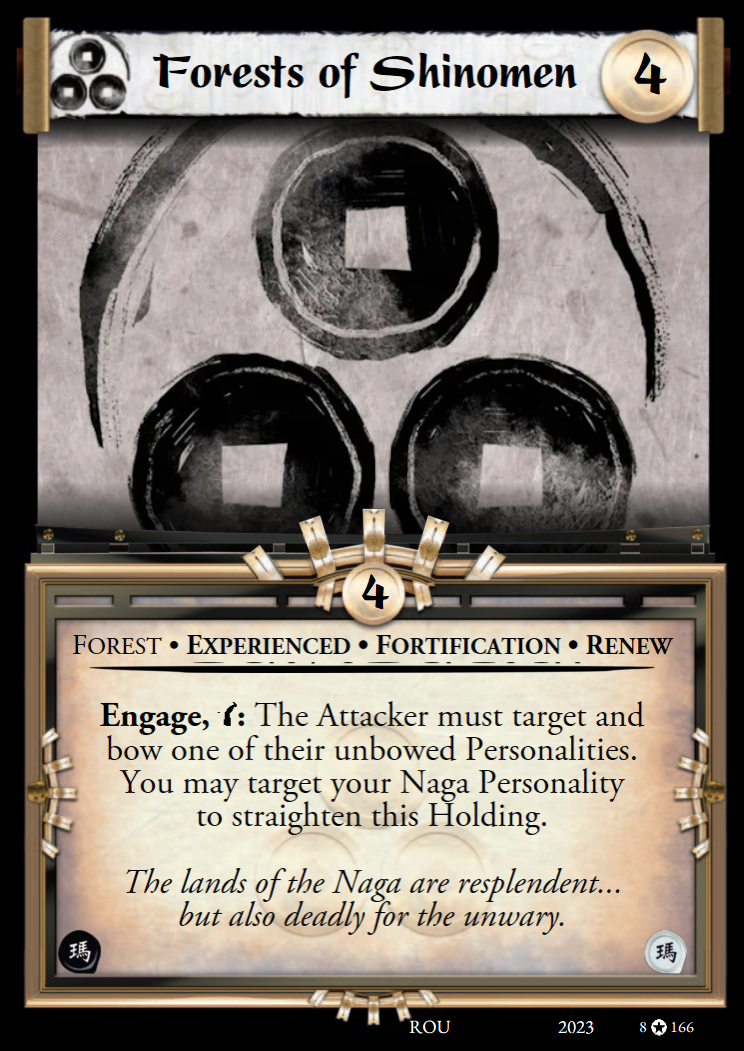 Forests of Shinomen
4
4
Forest • Experienced • Fortification • Renew
Engage, : The Attacker must target and
bow one of their unbowed Personalities.
You may target your Naga Personality
to straighten this Holding.
The lands of the Naga are resplendent...
but also deadly for the unwary.
瑪 瑪
ROU 2023 8 ✪ 166